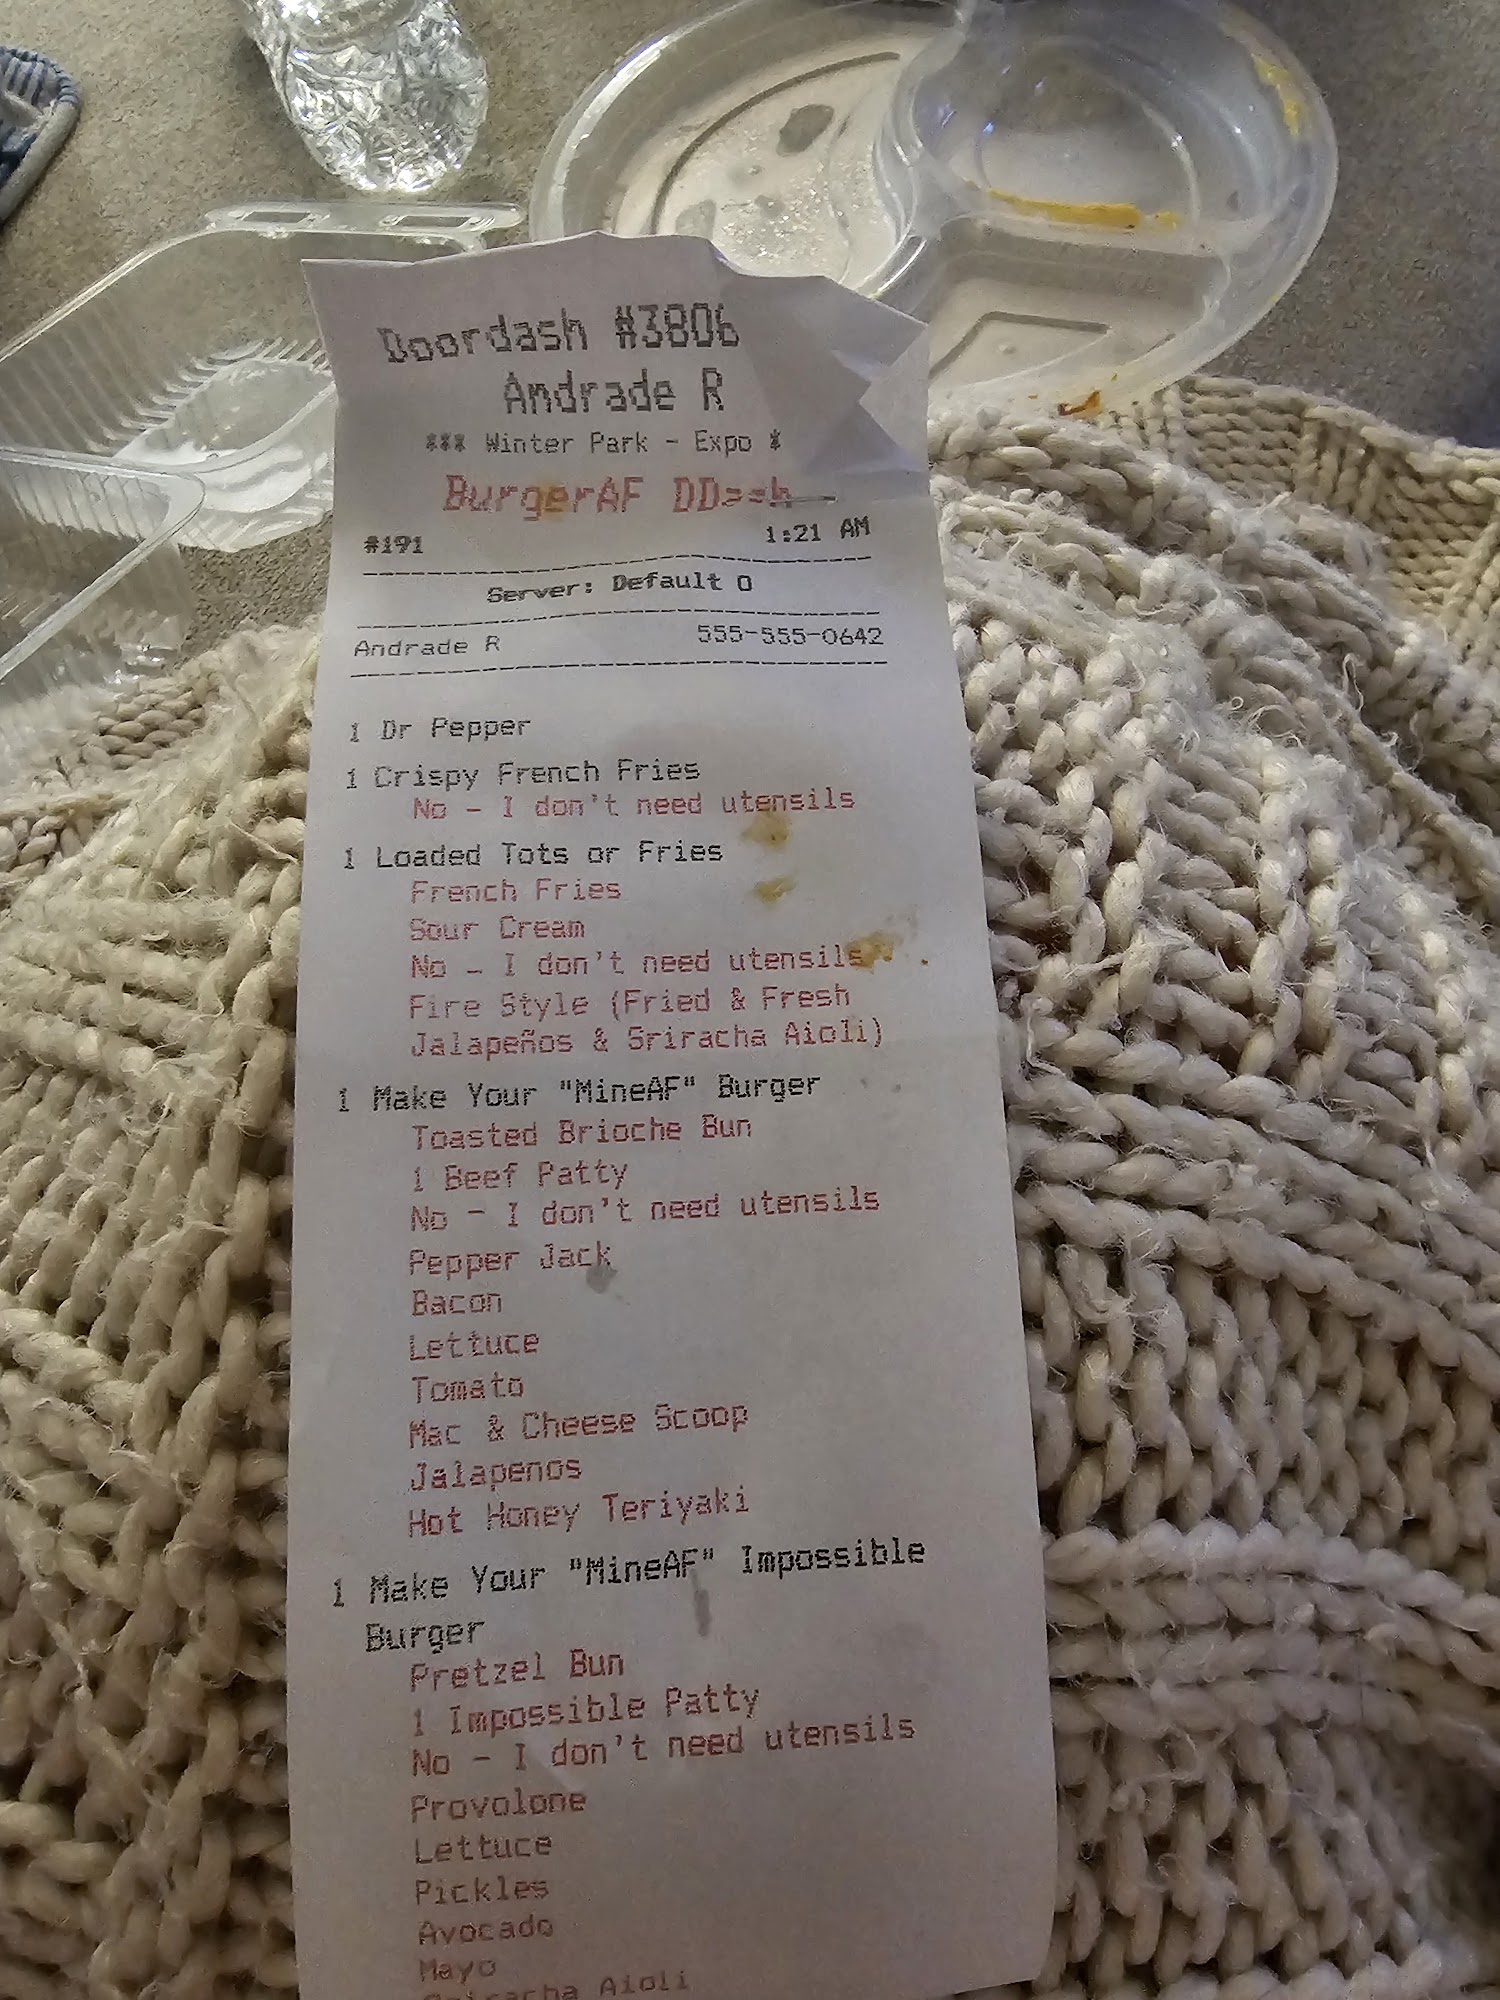 Doordash #3806
Andrade R
*** Winter Park - Expo *
BurgerAF DDash
#191 1:21 AM
Server: Default O
Andrade R 555-555-0642
1 Dr Pepper
1 Crispy French Fries
No - I don't need utensils
1 Loaded Tots or Fries
French Fries
Sour Cream
No - I don't need utensils
Fire Style (Fried & Fresh
Jalapeños & Sriracha Aioli)
1 Make Your "MineAF" Burger
Toasted Brioche Bun
1 Beef Patty
No - I don't need utensils
Pepper Jack
Bacon
Lettuce
Tomato
Mac & Cheese Scoop
Jalapenos
Hot Honey Teriyaki
1 Make Your "MineAF" Impossible
Burger
Pretzel Bun
1 Impossible Patty
No - I don't need utensils
Provolone
Lettuce
Pickles
Avocado
Mayo
Sriracha Aioli